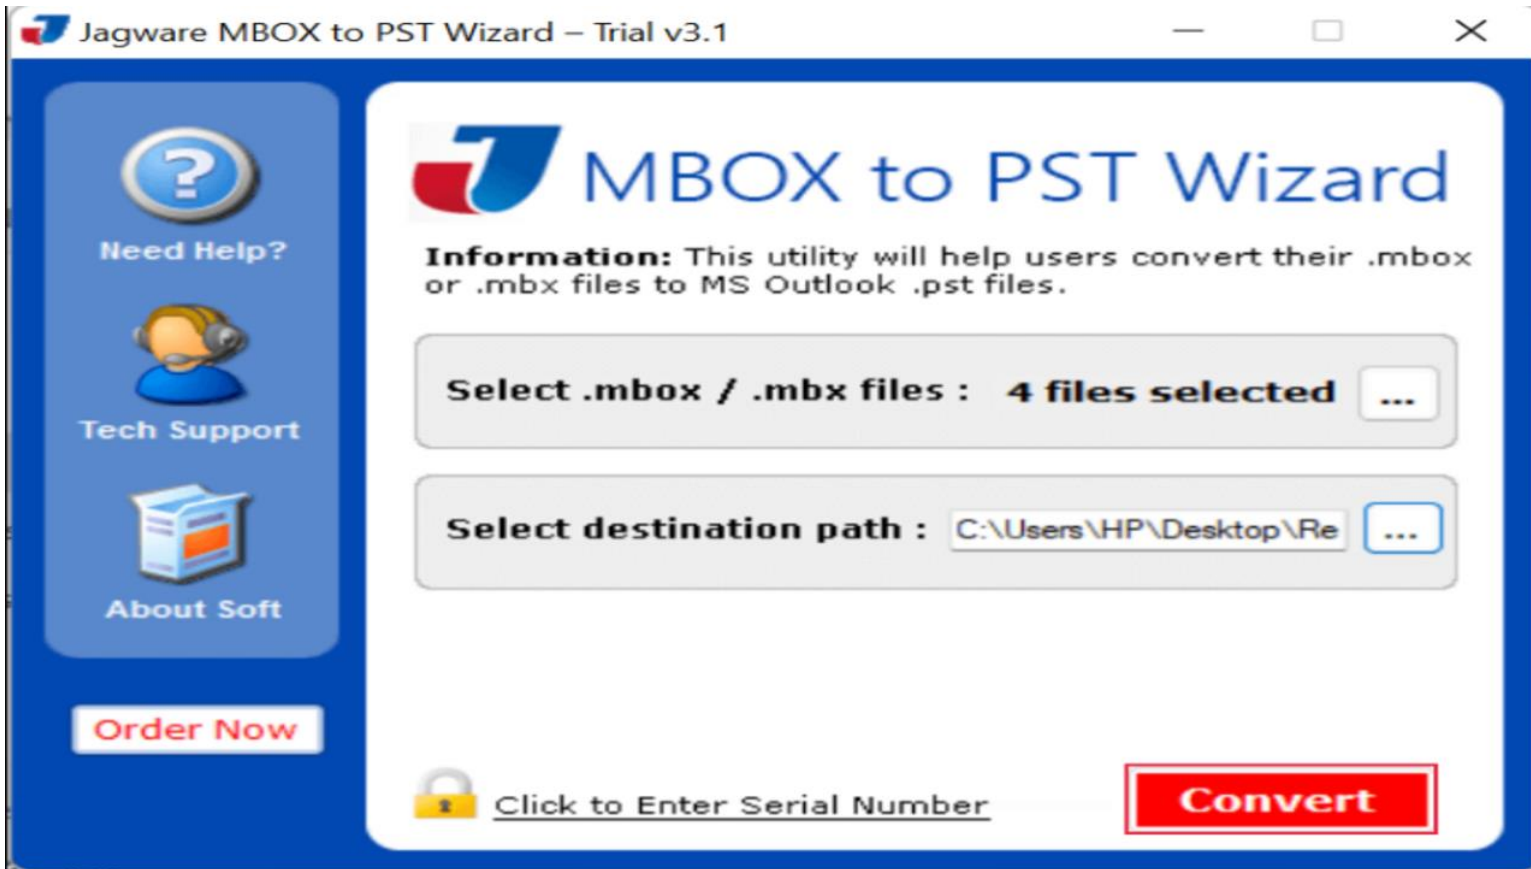 Jagware MBOX to PST Wizard – Trial v3.1
Need Help?
Tech Support
About Soft
Order Now
MBOX to PST Wizard
Information: This utility will help users convert their .mbox
or .mbx files to MS Outlook .pst files.
Select .mbox / .mbx files : 4 files selected ...
Select destination path : C:\Users\HP\Desktop\Re ...
Click to Enter Serial Number
Convert